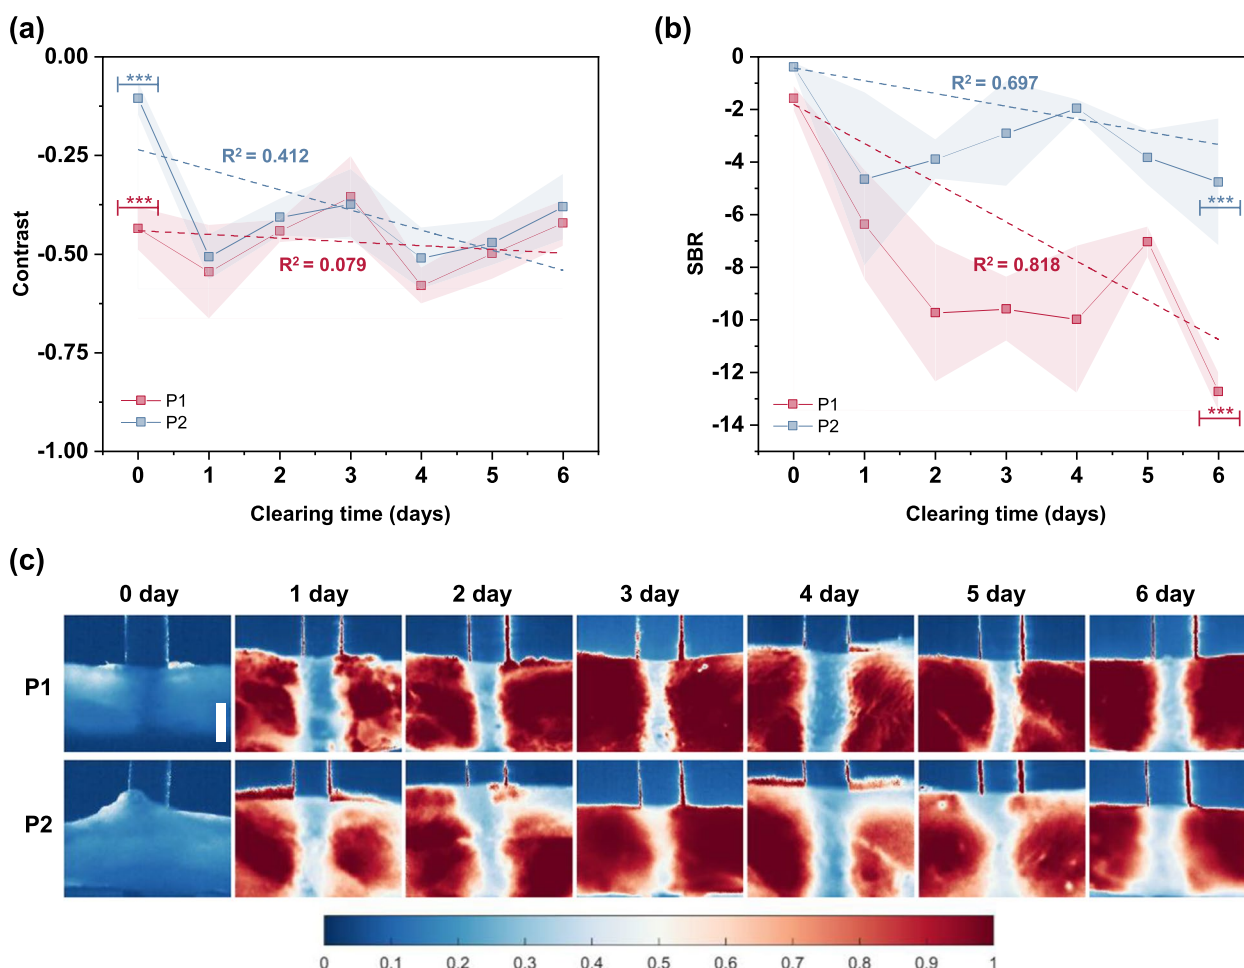 (a)
0.00
-0.25
-0.50
-0.75
-1.00
Contrast
***
***
R² = 0.412
R² = 0.079
P1
P2
0 1 2 3 4 5 6
Clearing time (days)
(b)
0
-2
-4
-6
-8
-10
-12
-14
SBR
R² = 0.697
R² = 0.818
***
***
P1
P2
0 1 2 3 4 5 6
Clearing time (days)
(c)
0 day 1 day 2 day 3 day 4 day 5 day 6 day
P1
P2
0 0.1 0.2 0.3 0.4 0.5 0.6 0.7 0.8 0.9 1